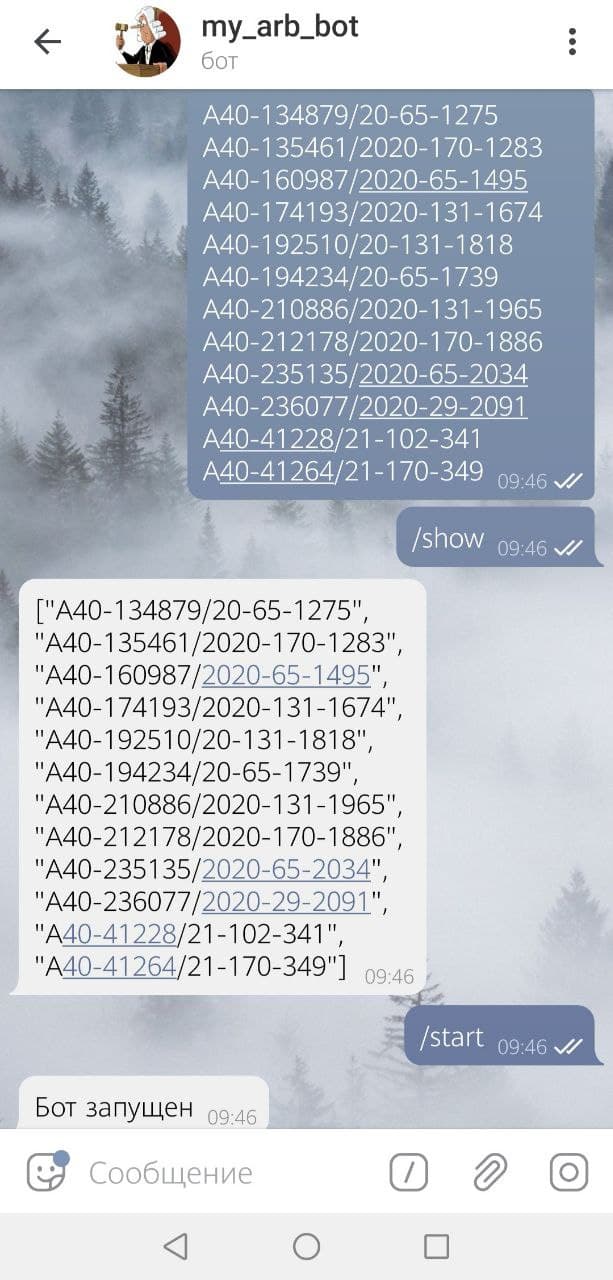 my_arb_bot
бот
А40-134879/20-65-1275
А40-135461/2020-170-1283
А40-160987/2020-65-1495
А40-174193/2020-131-1674
А40-192510/20-131-1818
А40-194234/20-65-1739
А40-210886/2020-131-1965
А40-212178/2020-170-1886
А40-235135/2020-65-2034
А40-236077/2020-29-2091
А40-41228/21-102-341
А40-41264/21-170-349 09:46
/show 09:46
["А40-134879/20-65-1275",
"А40-135461/2020-170-1283",
"А40-160987/2020-65-1495",
"А40-174193/2020-131-1674",
"А40-192510/20-131-1818",
"А40-194234/20-65-1739",
"А40-210886/2020-131-1965",
"А40-212178/2020-170-1886",
"А40-235135/2020-65-2034",
"А40-236077/2020-29-2091",
"А40-41228/21-102-341",
"А40-41264/21-170-349"] 09:46
/start 09:46
Бот запущен 09:46
Сообщение